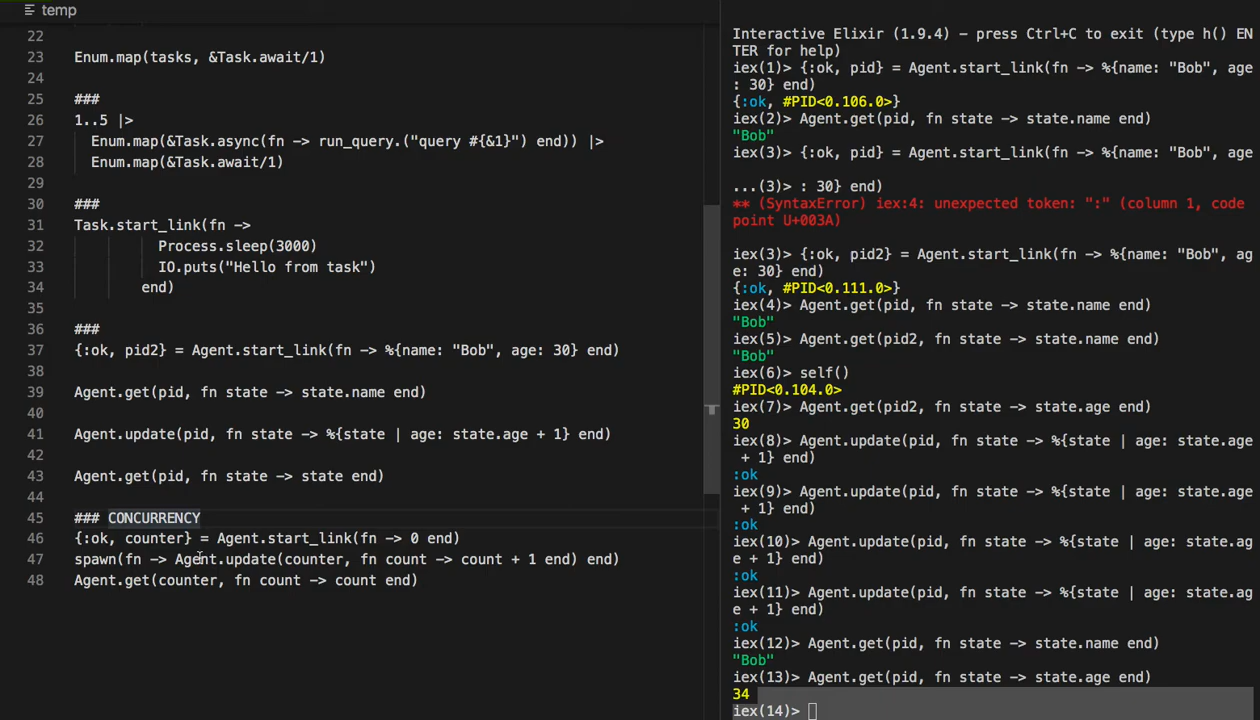 temp
22
23 Enum.map(tasks, &Task.await/1)
24
25 ###
26 1..5 |>
27 Enum.map(&Task.async(fn -> run_query.("query #{&1}") end)) |>
28 Enum.map(&Task.await/1)
29
30 ###
31 Task.start_link(fn ->
32 Process.sleep(3000)
33 IO.puts("Hello from task")
34 end)
35
36 ###
37 {:ok, pid2} = Agent.start_link(fn -> %{name: "Bob", age: 30} end)
38
39 Agent.get(pid, fn state -> state.name end)
40
41 Agent.update(pid, fn state -> %{state | age: state.age + 1} end)
42
43 Agent.get(pid, fn state -> state end)
44
45 ### CONCURRENCY
46 {:ok, counter} = Agent.start_link(fn -> 0 end)
47 spawn(fn -> Agent.update(counter, fn count -> count + 1 end) end)
48 Agent.get(counter, fn count -> count end)
Interactive Elixir (1.9.4) - press Ctrl+C to exit (type h() EN
TER for help)
iex(1)> {:ok, pid} = Agent.start_link(fn -> %{name: "Bob", age
: 30} end)
{:ok, #PID<0.106.0>}
iex(2)> Agent.get(pid, fn state -> state.name end)
"Bob"
iex(3)> {:ok, pid} = Agent.start_link(fn -> %{name: "Bob", age
...(3)> : 30} end)
** (SyntaxError) iex:4: unexpected token: ":" (column 1, code
point U+003A)
iex(3)> {:ok, pid2} = Agent.start_link(fn -> %{name: "Bob", ag
e: 30} end)
{:ok, #PID<0.111.0>}
iex(4)> Agent.get(pid, fn state -> state.name end)
"Bob"
iex(5)> Agent.get(pid2, fn state -> state.name end)
"Bob"
iex(6)> self()
#PID<0.104.0>
iex(7)> Agent.get(pid2, fn state -> state.age end)
30
iex(8)> Agent.update(pid, fn state -> %{state | age: state.age
+ 1} end)
:ok
iex(9)> Agent.update(pid, fn state -> %{state | age: state.age
+ 1} end)
:ok
iex(10)> Agent.update(pid, fn state -> %{state | age: state.ag
e + 1} end)
:ok
iex(11)> Agent.update(pid, fn state -> %{state | age: state.ag
e + 1} end)
:ok
iex(12)> Agent.get(pid, fn state -> state.name end)
"Bob"
iex(13)> Agent.get(pid, fn state -> state.age end)
34
iex(14)>